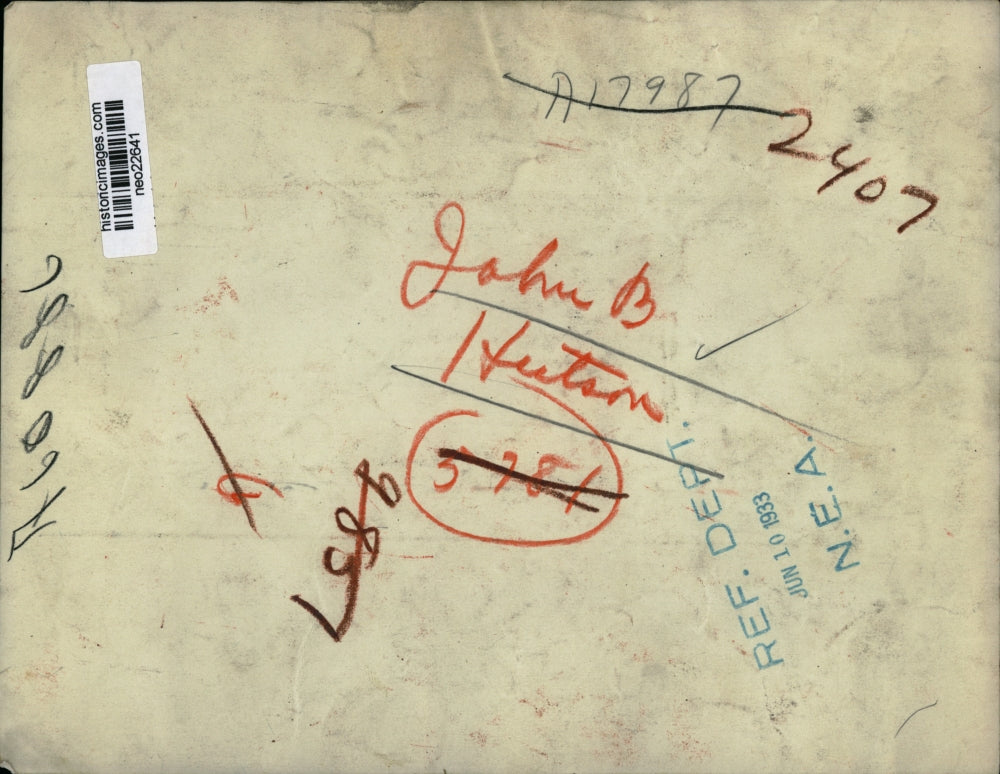 historicimages.com
neo22641
A17987
2407
John B
Hutson
5781
REF. DEPT.
JUN 10 1933
N.E.A.